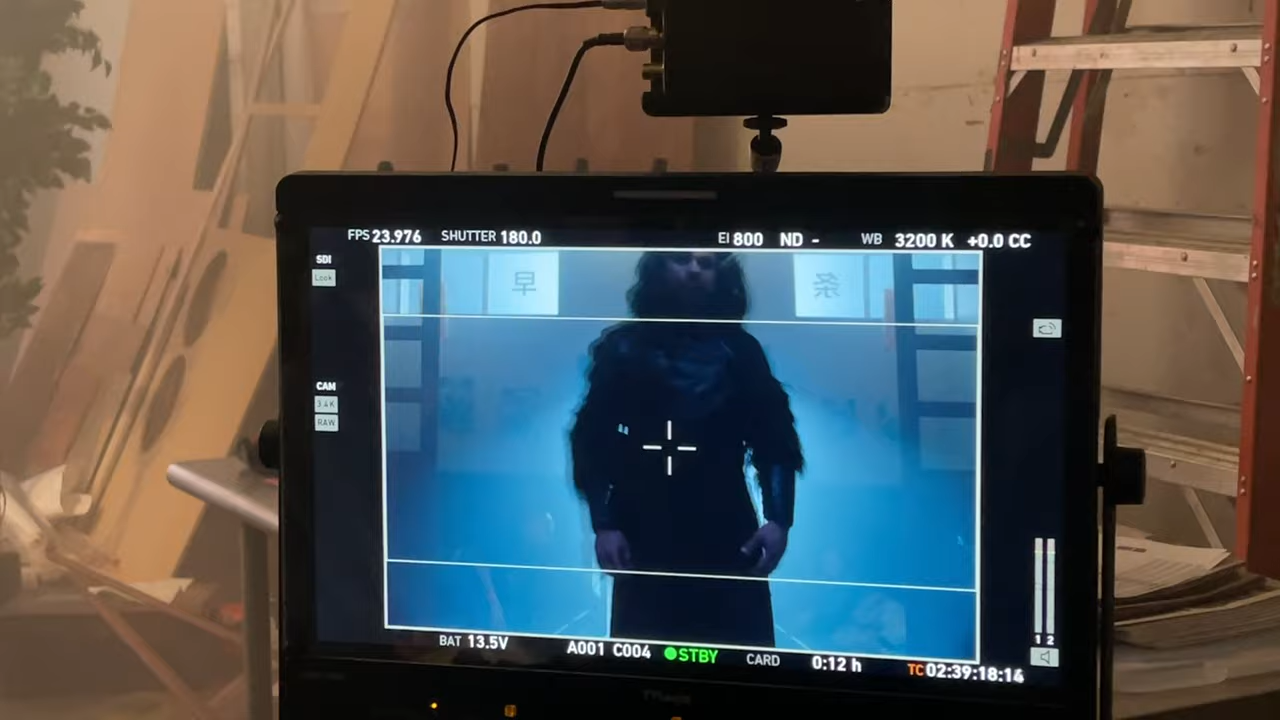 FPS 23.976 SHUTTER 180.0 EI 800 ND - WB 3200 K +0.0 CC
SDI
Look
早 条
CAM
3.4K
RAW
1 2
BAT 13.5V A001 C004 STBY CARD 0:12 h TC 02:39:18:14